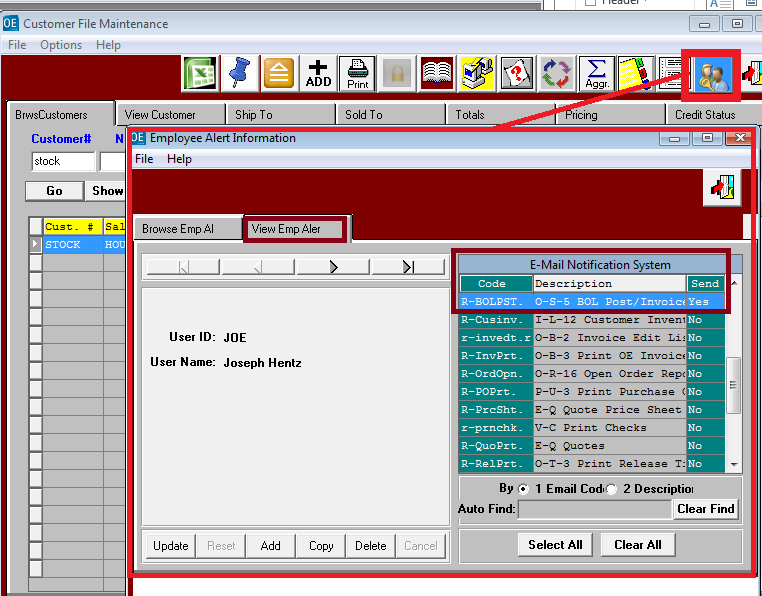 Header
A
OE Customer File Maintenance
File Options Help
ADD
Print
Aggr.
BrwsCustomers View Customer Ship To Sold To Totals Pricing Credit Status
Customer# N
stock
Go Show
Cust. # Sal
STOCK HOU
OE Employee Alert Information
File Help
Browse Emp Al View Emp Aler
User ID: JOE
User Name: Joseph Hentz
Update Reset Add Copy Delete Cancel
E-Mail Notification System
Code Description Send
R-BOLPST. O-S-5 BOL Post/Invoice Yes
R-Cusinv. I-L-12 Customer Invent No
r-invedt.r O-B-2 Invoice Edit Lis No
R-InvPrt. O-B-3 Print OE Invoice No
R-OrdOpn. O-R-16 Open Order Repo No
R-POPrt. P-U-3 Print Purchase O No
R-PrcSht. E-Q Quote Price Sheet No
r-prnchk. V-C Print Checks No
R-QuoPrt. E-Q Quotes No
R-RelPrt. O-T-3 Print Release Ti No
By 1 Email Code 2 Description
Auto Find: Clear Find
Select All Clear All